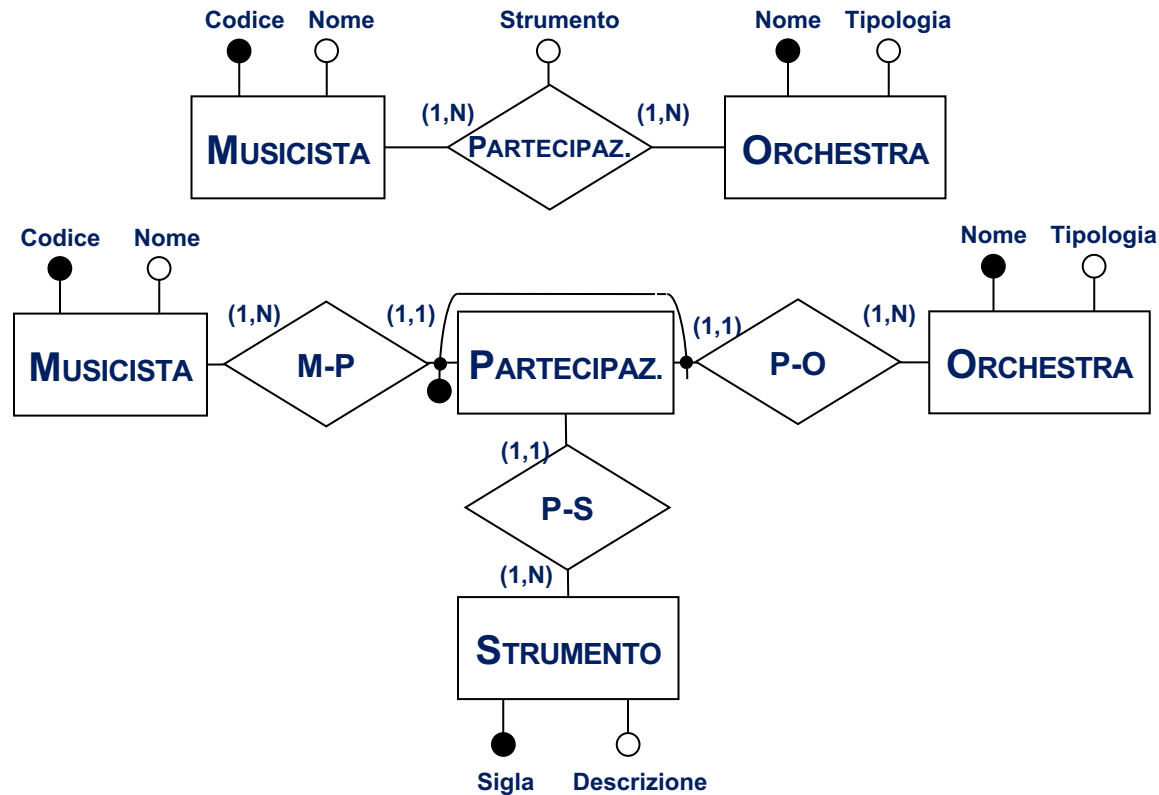 Codice Nome Strumento Nome Tipologia
(1,N) (1,N)
MUSICISTA PARTECIPAZ. ORCHESTRA
Codice Nome Nome Tipologia
(1,N) (1,1) (1,1) (1,N)
MUSICISTA M-P PARTECIPAZ. P-O ORCHESTRA
(1,1)
P-S
(1,N)
STRUMENTO
Sigla Descrizione